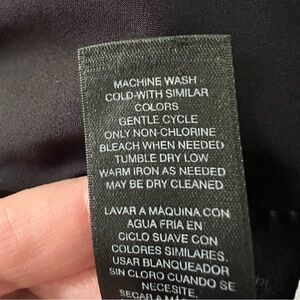 MACHINE WASH
COLD-WITH SIMILAR
COLORS
GENTLE CYCLE
ONLY NON-CHLORINE
BLEACH WHEN NEEDED
TUMBLE DRY LOW
WARM IRON AS NEEDED
MAY BE DRY CLEANED
LAVAR A MAQUINA CON
AGUA FRIA EN
CICLO SUAVE CON
COLORES SIMILARES.
USAR BLANQUEADOR
SIN CLORO CUANDO SE
NECESITE.
SECAR A